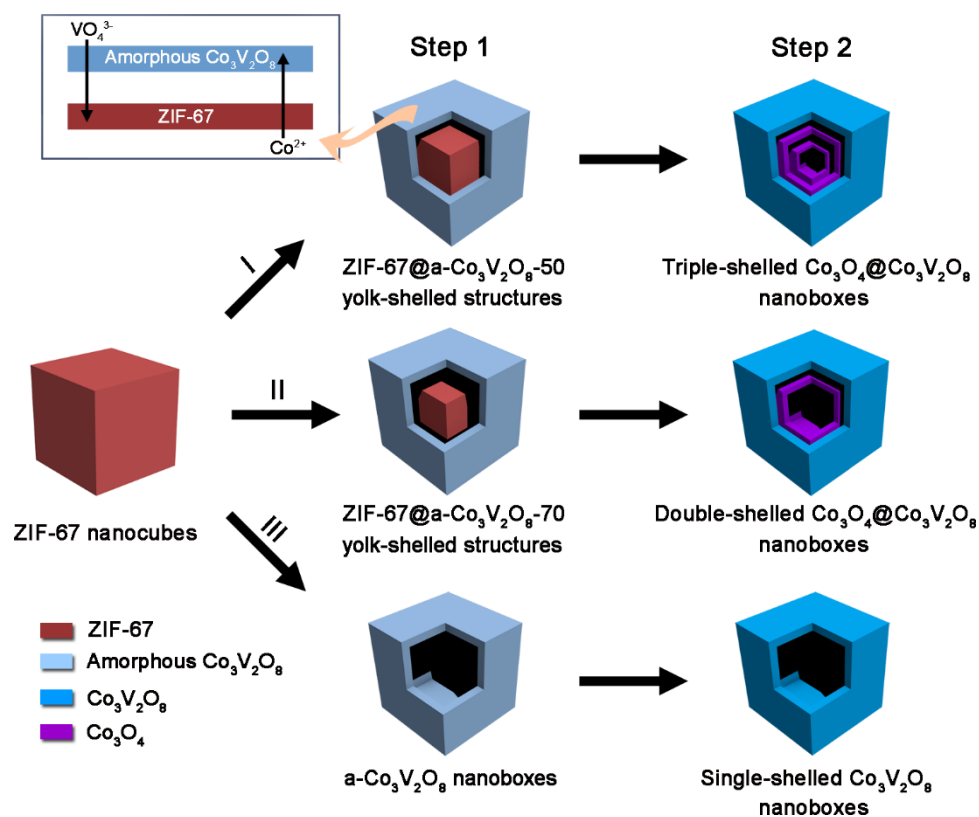 VO₄³⁻
Amorphous Co₃V₂O₈
ZIF-67
Co²⁺
Step 1
Step 2
I
ZIF-67@a-Co₃V₂O₈-50
yolk-shelled structures
Triple-shelled Co₃O₄@Co₃V₂O₈
nanoboxes
II
ZIF-67 nanocubes
ZIF-67@a-Co₃V₂O₈-70
yolk-shelled structures
Double-shelled Co₃O₄@Co₃V₂O₈
nanoboxes
III
ZIF-67
Amorphous Co₃V₂O₈
Co₃V₂O₈
Co₃O₄
a-Co₃V₂O₈ nanoboxes
Single-shelled Co₃V₂O₈
nanoboxes